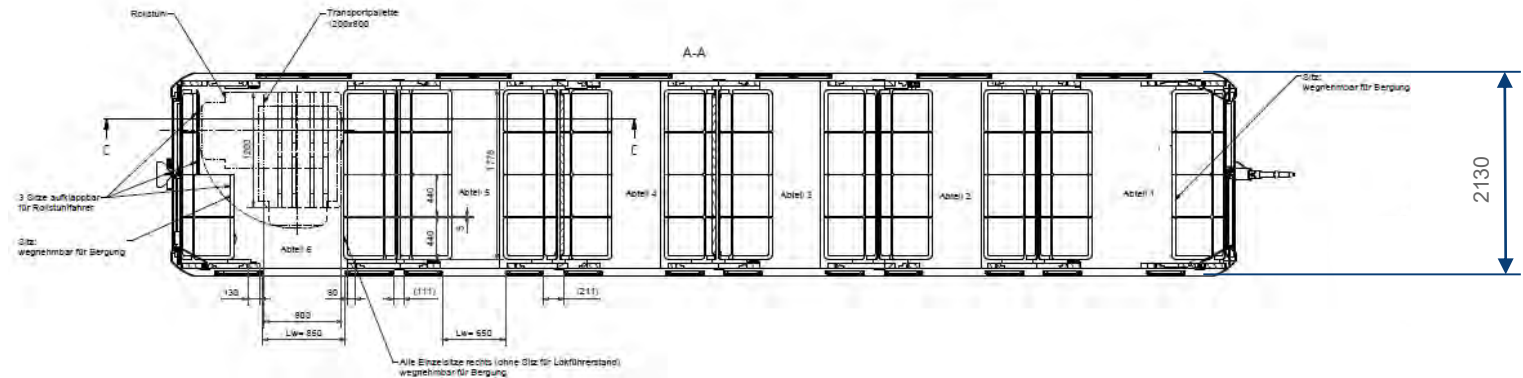 Rollstuhl
Transportpalette
1200x800
A-A
Sitz:
wegnehmbar für Bergung
C
C
1200
1775
440
440
5
Abteil 6
Abteil 5
Abteil 4
Abteil 3
Abteil 2
Abteil 1
2130
3 Sitze aufklappbar
für Rollstuhlfahrer
Sitz:
wegnehmbar für Bergung
130
90
(111)
(211)
800
Lw= 850
Lw= 650
Alle Einzelsitze rechts (ohne Sitz für Lokführerstand)
wegnehmbar für Bergung